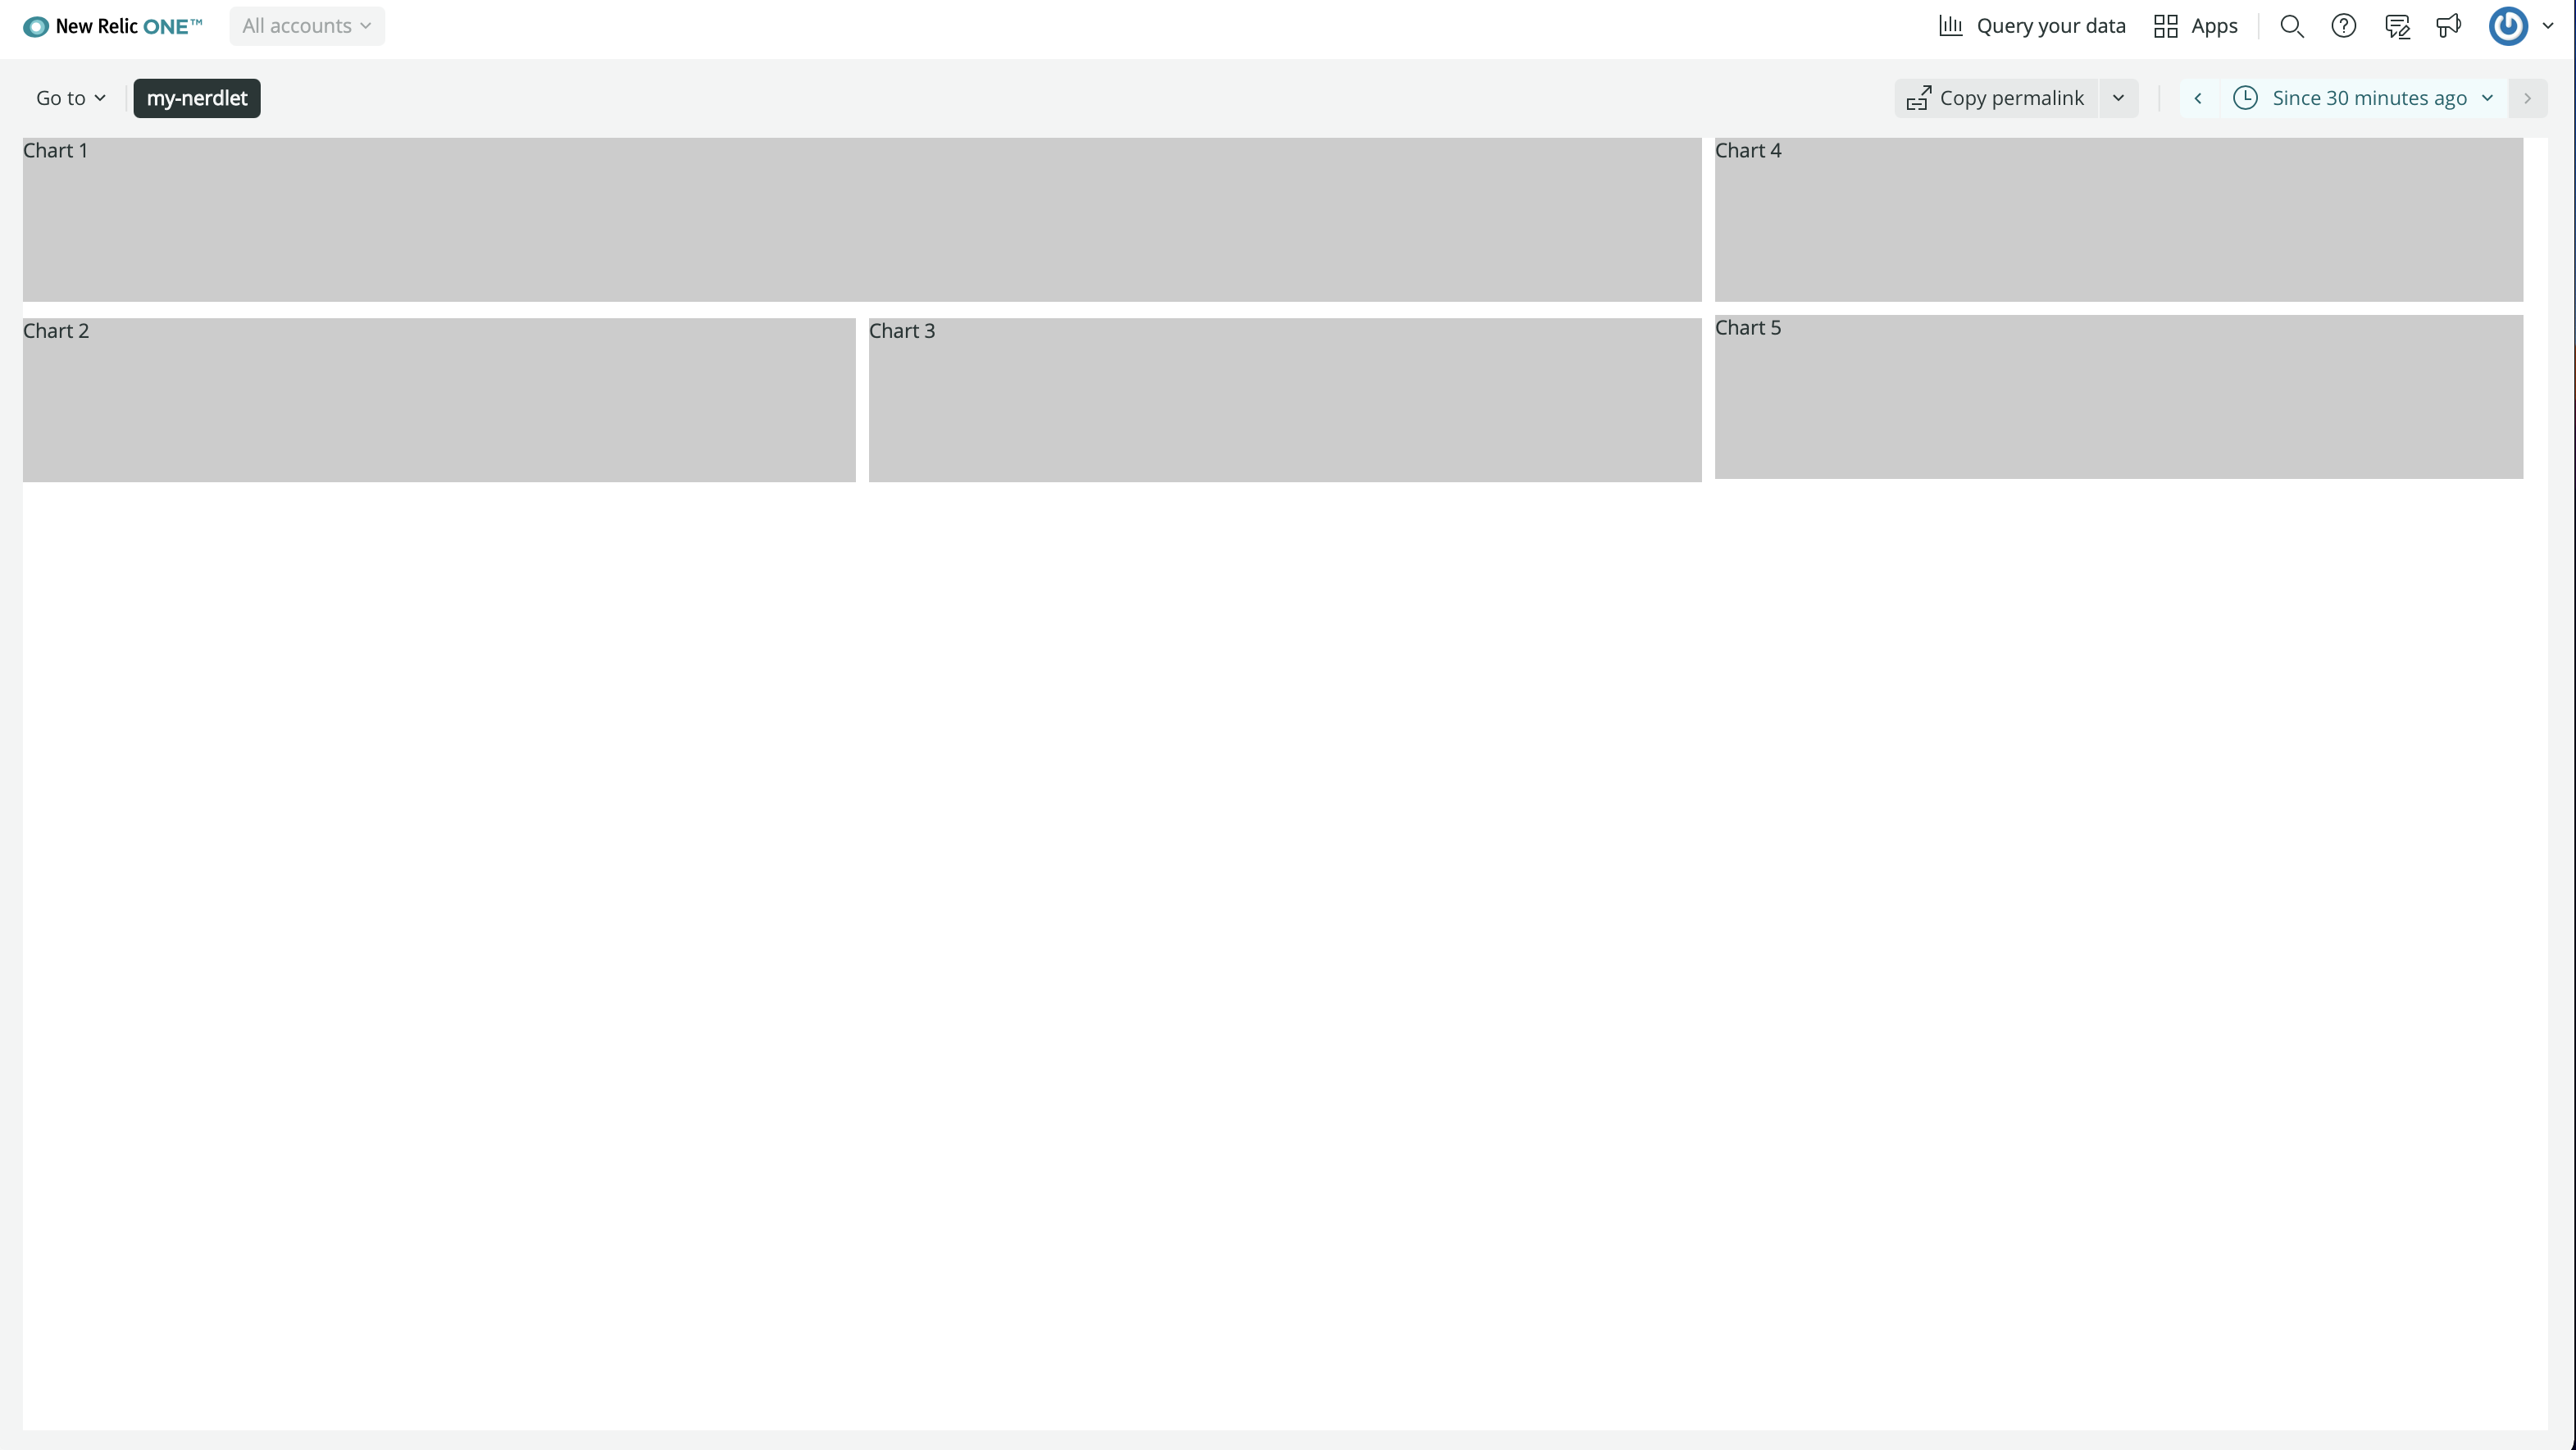 New Relic ONE™ All accounts Query your data Apps
Go to my-nerdlet Copy permalink Since 30 minutes ago
Chart 1 Chart 4
Chart 2 Chart 3 Chart 5